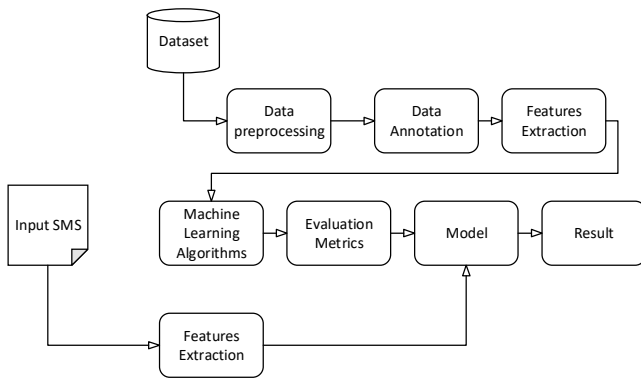 Dataset
Data
preprocessing
Data
Annotation
Features
Extraction
Input SMS
Machine
Learning
Algorithms
Evaluation
Metrics
Model
Result
Features
Extraction